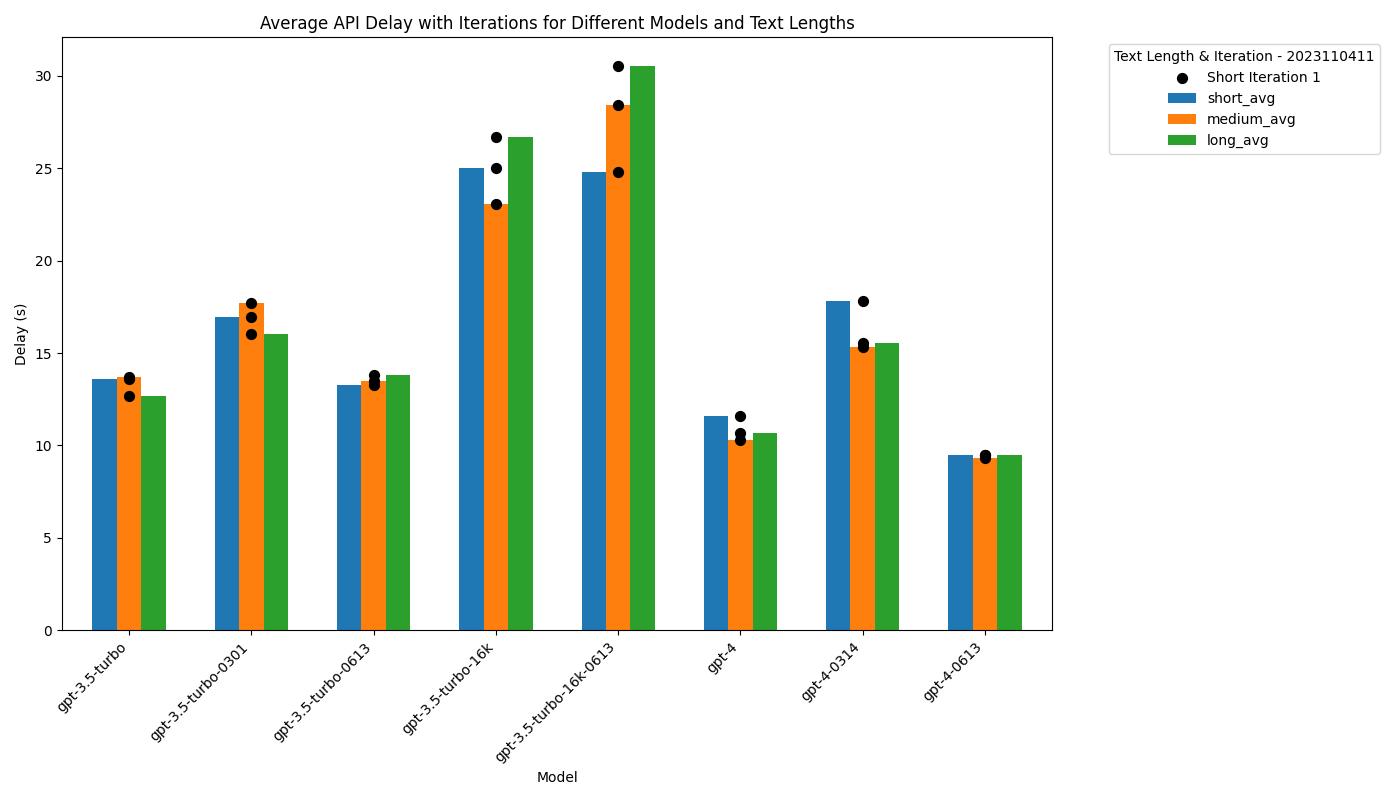 Average API Delay with Iterations for Different Models and Text Lengths
Text Length & Iteration - 2023110411
Short Iteration 1
short_avg
medium_avg
long_avg
Delay (s)
30
25
20
15
10
5
0
gpt-3.5-turbo
gpt-3.5-turbo-0301
gpt-3.5-turbo-0613
gpt-3.5-turbo-16k
gpt-3.5-turbo-16k-0613
gpt-4
gpt-4-0314
gpt-4-0613
Model